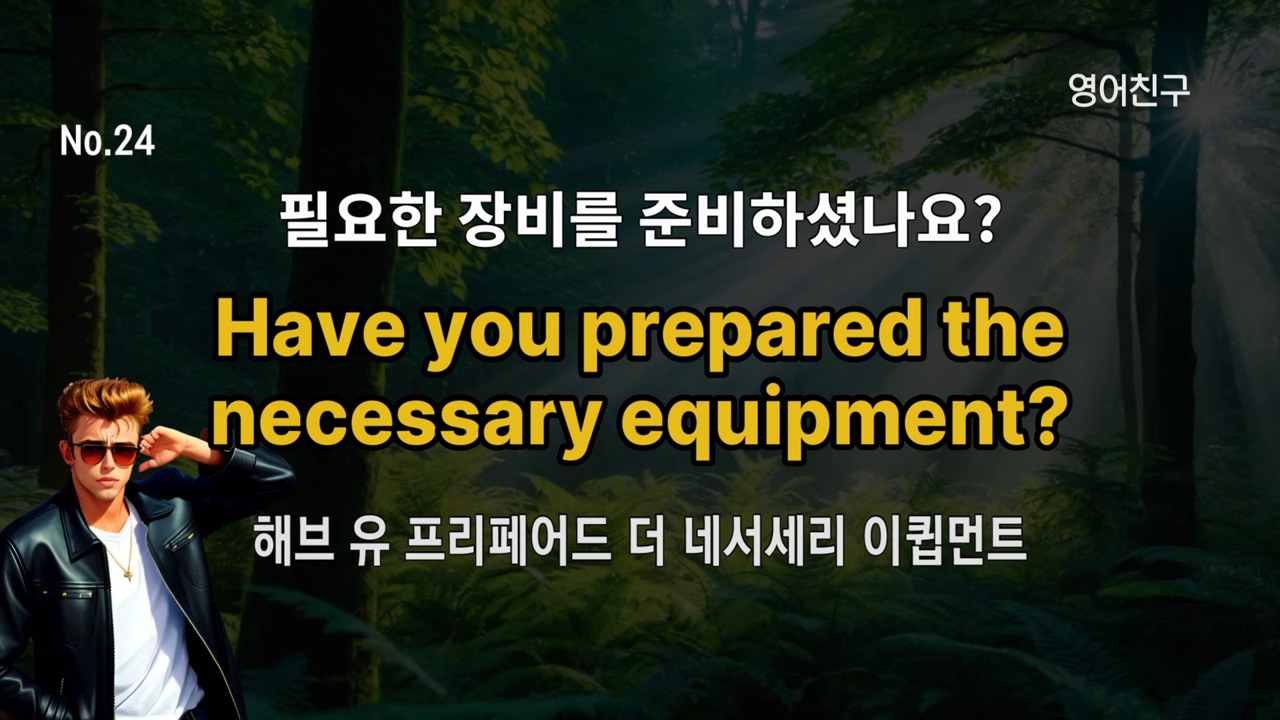 영어친구
No.24
필요한 장비를 준비하셨나요?
Have you prepared the
necessary equipment?
해브 유 프리페어드 더 네서세리 이큅먼트